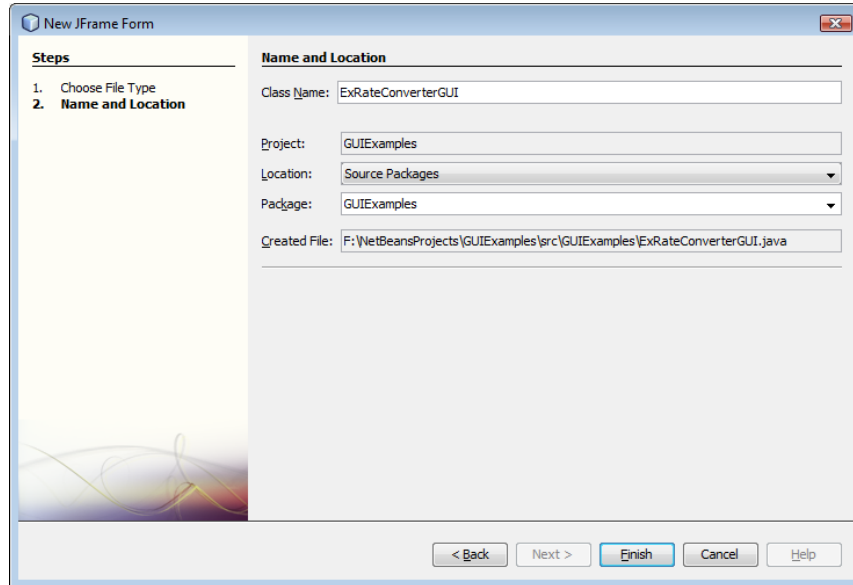 New JFrame Form
Steps
1. Choose File Type
2. Name and Location
Name and Location
Class Name: ExRateConverterGUI
Project: GUIExamples
Location: Source Packages
Package: GUIExamples
Created File: F:\NetBeansProjects\GUIExamples\src\GUIExamples\ExRateConverterGUI.java
< Back Next > Finish Cancel Help